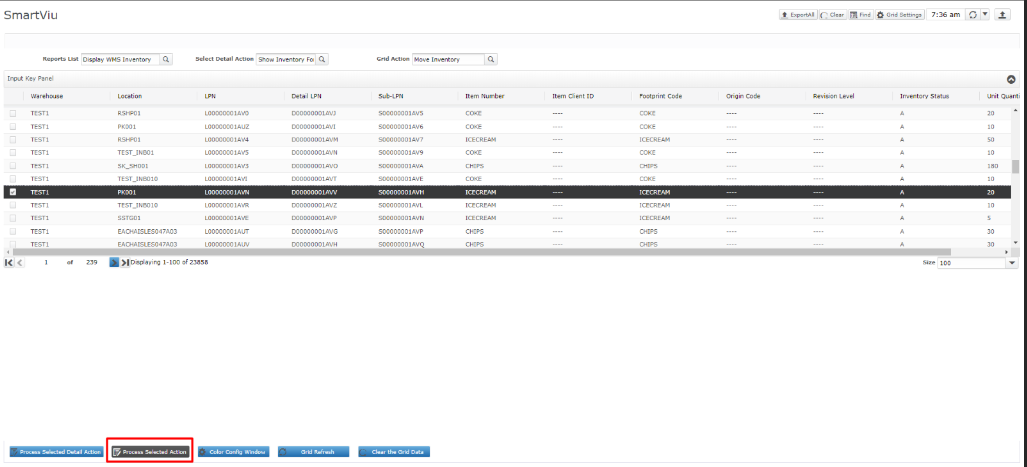 SmartViu
ExportAll Clear Find Grid Settings 7:36 am
Reports List Display WMS Inventory Select Detail Action Show Inventory Fo Grid Action Move Inventory
Input Key Panel
Warehouse Location LPN Detail LPN Sub-LPN Item Number Item Client ID Footprint Code Origin Code Revision Level Inventory Status Unit Quanti
TEST1 RSHP01 L00000001AV0 D00000001AVJ S00000001AV5 COKE ---- COKE ---- ---- A 20
TEST1 PK001 L00000001AUZ D00000001AVI S00000001AV6 COKE ---- COKE ---- ---- A 10
TEST1 RSHP01 L00000001AV4 D00000001AVM S00000001AV7 ICECREAM ---- ICECREAM ---- ---- A 50
TEST1 TEST_INB01 L00000001AV5 D00000001AVN S00000001AV9 COKE ---- COKE ---- ---- A 10
TEST1 SK_SH001 L00000001AV3 D00000001AVO S00000001AVA CHIPS ---- CHIPS ---- ---- A 180
TEST1 TEST_INB010 L00000001AVI D00000001AVT S00000001AVE COKE ---- COKE ---- ---- A 10
TEST1 PK001 L00000001AVN D00000001AVV S00000001AVH ICECREAM ---- ICECREAM ---- ---- A 20
TEST1 TEST_INB010 L00000001AVR D00000001AVZ S00000001AVL ICECREAM ---- ICECREAM ---- ---- A 10
TEST1 SSTG01 L00000001AVE D00000001AVP S00000001AVN ICECREAM ---- ICECREAM ---- ---- A 5
TEST1 EACHAISLES047A03 L00000001AUT D00000001AVG S00000001AVP CHIPS ---- CHIPS ---- ---- A 30
TEST1 EACHAISLES047A03 L00000001AUV D00000001AVH S00000001AVQ CHIPS ---- CHIPS ---- ---- A 30
1 of 239 Displaying 1-100 of 23858 Size 100
Process Selected Detail Action Process Selected Action Color Config Window Grid Refresh Clear the Grid Data